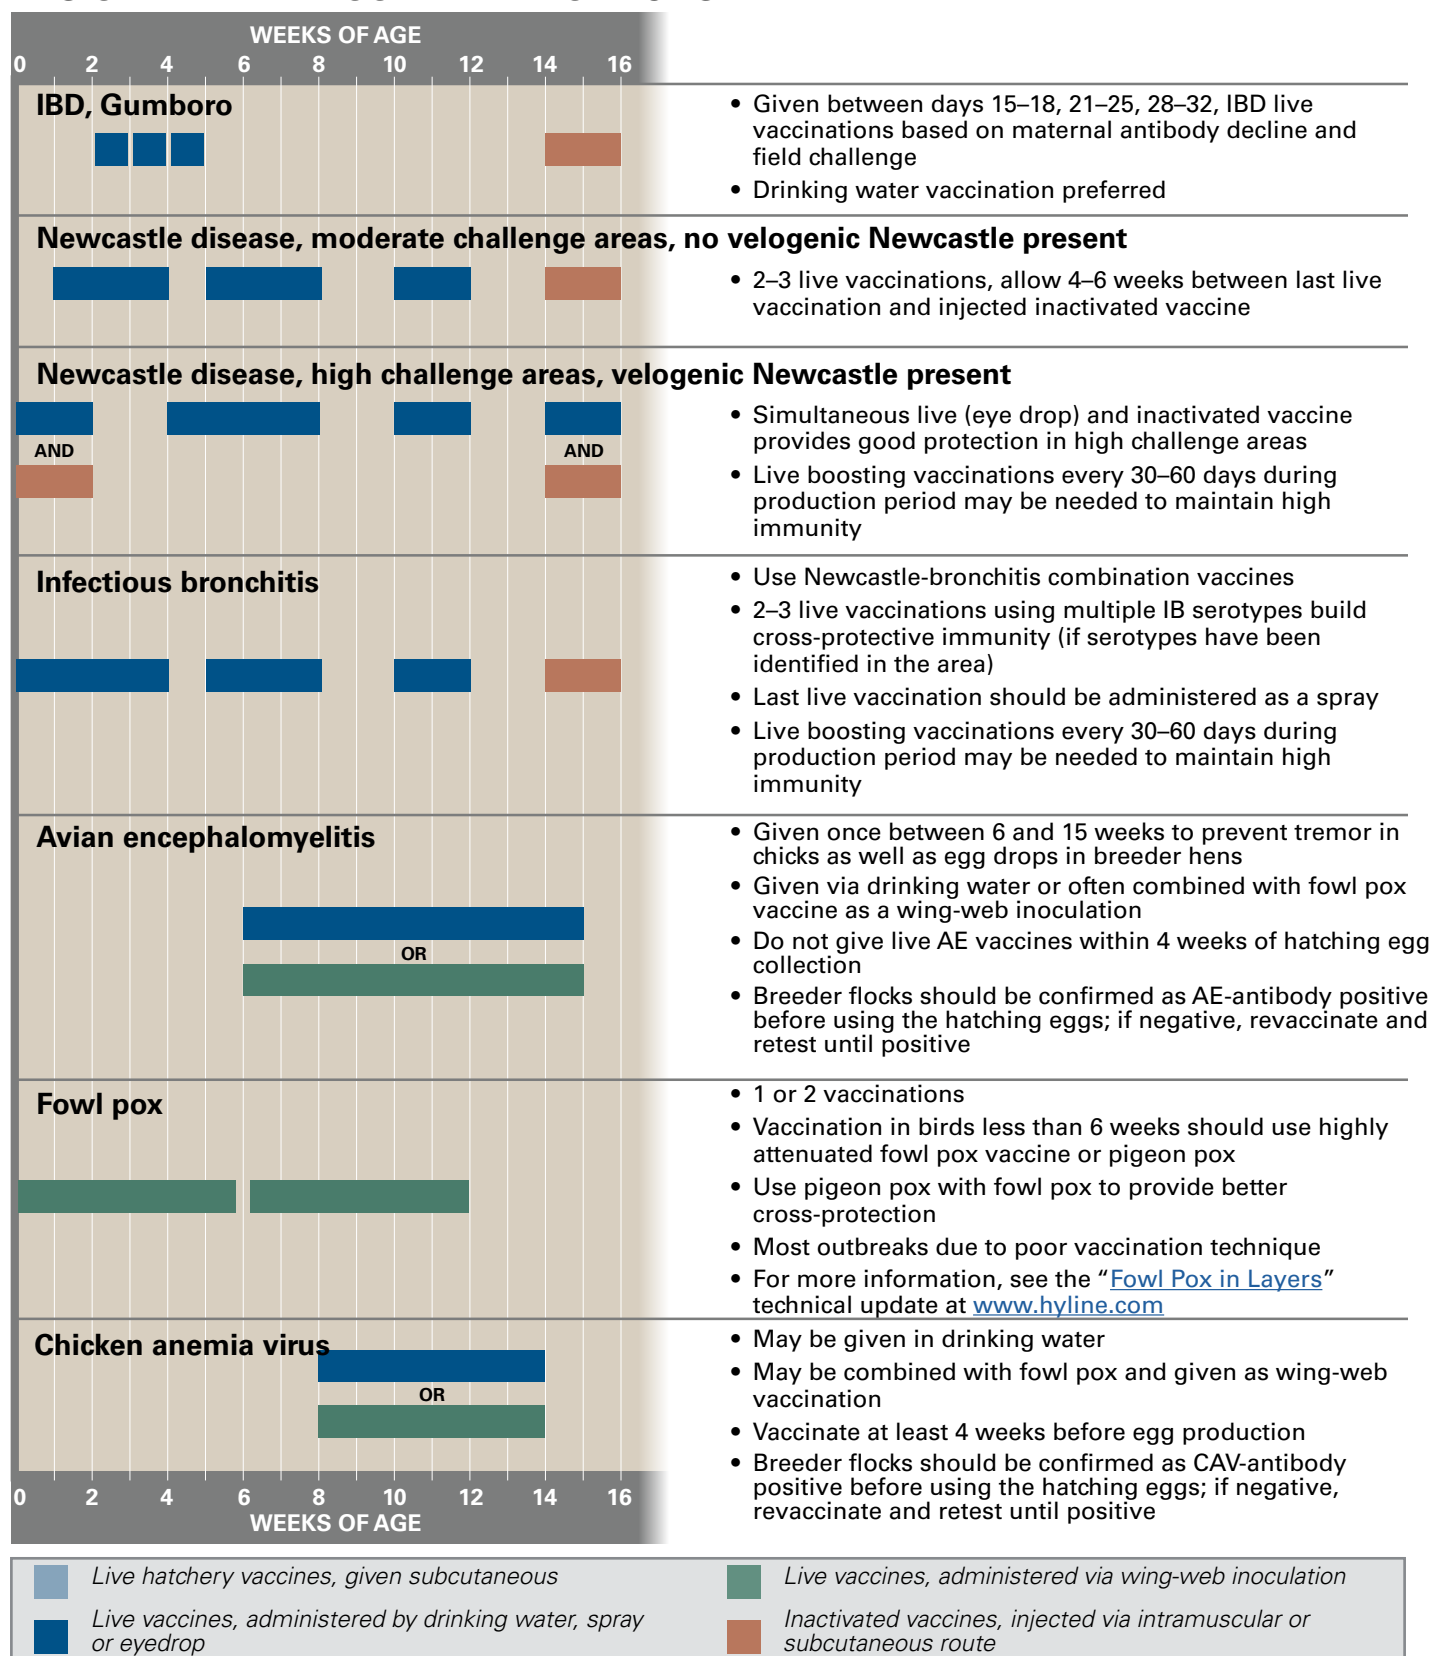 WEEKS OF AGE
0 2 4 6 8 10 12 14 16
IBD, Gumboro
• Given between days 15–18, 21–25, 28–32, IBD live
vaccinations based on maternal antibody decline and
field challenge
• Drinking water vaccination preferred
Newcastle disease, moderate challenge areas, no velogenic Newcastle present
• 2–3 live vaccinations, allow 4–6 weeks between last live
vaccination and injected inactivated vaccine
Newcastle disease, high challenge areas, velogenic Newcastle present
AND AND
• Simultaneous live (eye drop) and inactivated vaccine
provides good protection in high challenge areas
• Live boosting vaccinations every 30–60 days during
production period may be needed to maintain high
immunity
Infectious bronchitis
• Use Newcastle-bronchitis combination vaccines
• 2–3 live vaccinations using multiple IB serotypes build
cross-protective immunity (if serotypes have been
identified in the area)
• Last live vaccination should be administered as a spray
• Live boosting vaccinations every 30–60 days during
production period may be needed to maintain high
immunity
Avian encephalomyelitis
OR
• Given once between 6 and 15 weeks to prevent tremor in
chicks as well as egg drops in breeder hens
• Given via drinking water or often combined with fowl pox
vaccine as a wing-web inoculation
• Do not give live AE vaccines within 4 weeks of hatching egg
collection
• Breeder flocks should be confirmed as AE-antibody positive
before using the hatching eggs; if negative, revaccinate and
retest until positive
Fowl pox
• 1 or 2 vaccinations
• Vaccination in birds less than 6 weeks should use highly
attenuated fowl pox vaccine or pigeon pox
• Use pigeon pox with fowl pox to provide better
cross-protection
• Most outbreaks due to poor vaccination technique
• For more information, see the “Fowl Pox in Layers”
technical update at www.hyline.com
Chicken anemia virus
OR
• May be given in drinking water
• May be combined with fowl pox and given as wing-web
vaccination
• Vaccinate at least 4 weeks before egg production
• Breeder flocks should be confirmed as CAV-antibody
positive before using the hatching eggs; if negative,
revaccinate and retest until positive
0 2 4 6 8 10 12 14 16
WEEKS OF AGE
Live hatchery vaccines, given subcutaneous
Live vaccines, administered by drinking water, spray
or eyedrop
Live vaccines, administered via wing-web inoculation
Inactivated vaccines, injected via intramuscular or
subcutaneous route